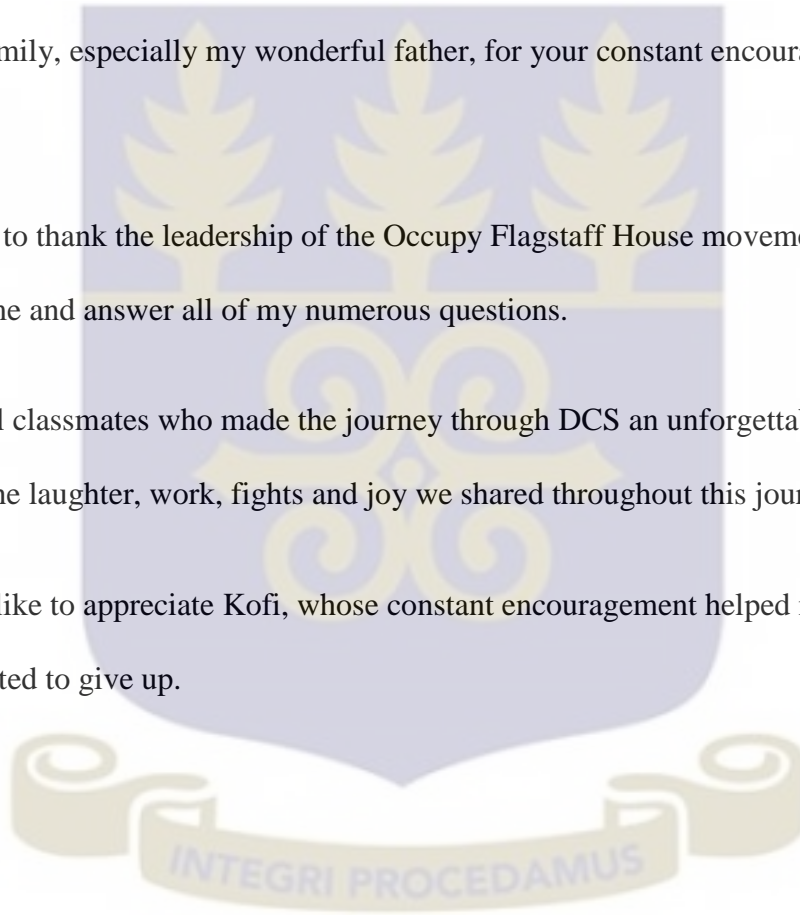 mily, especially my wonderful father, for your constant encoura
to thank the leadership of the Occupy Flagstaff House moveme
ne and answer all of my numerous questions.
l classmates who made the journey through DCS an unforgetta
he laughter, work, fights and joy we shared throughout this jour
like to appreciate Kofi, whose constant encouragement helped
ted to give up.
INTEGRI PROCEDAMUS